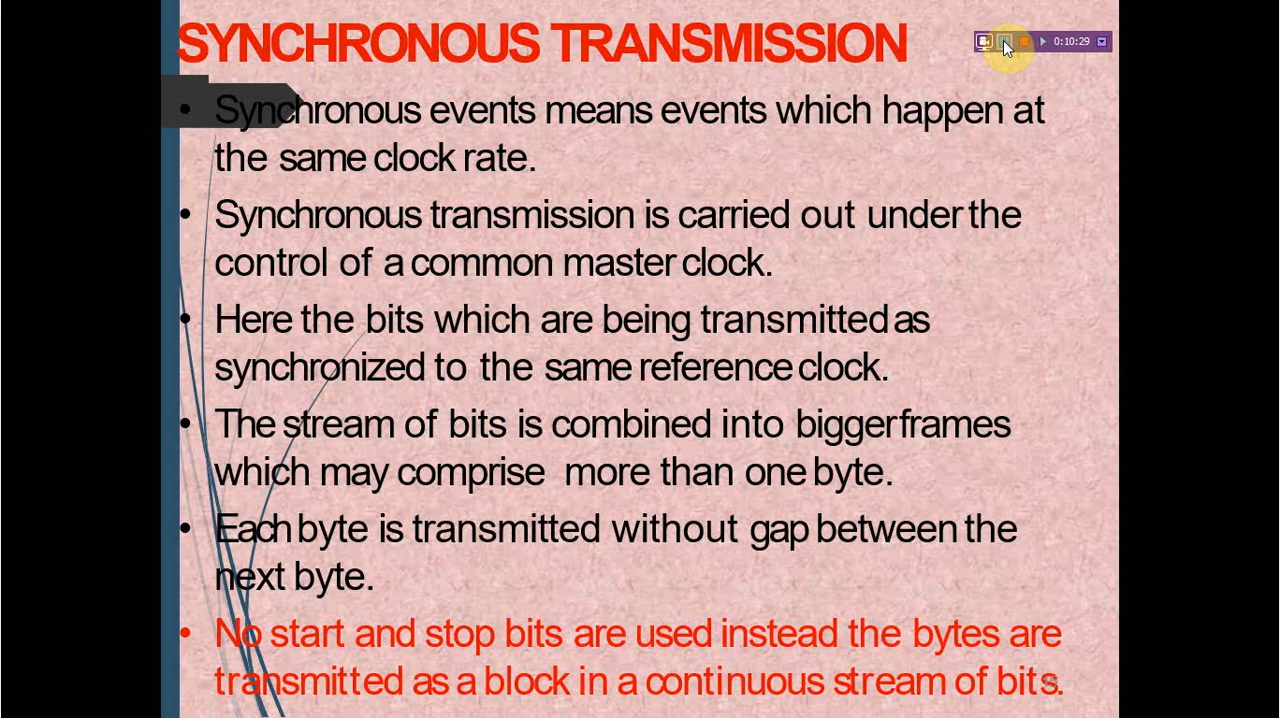 SYNCHRONOUS TRANSMISSION
0:10:29
• Synchronous events means events which happen at
the same clock rate.
• Synchronous transmission is carried out under the
control of a common master clock.
• Here the bits which are being transmitted as
synchronized to the same reference clock.
• The stream of bits is combined into bigger frames
which may comprise more than one byte.
• Each byte is transmitted without gap between the
next byte.
• No start and stop bits are used instead the bytes are
transmitted as a block in a continuous stream of bits.